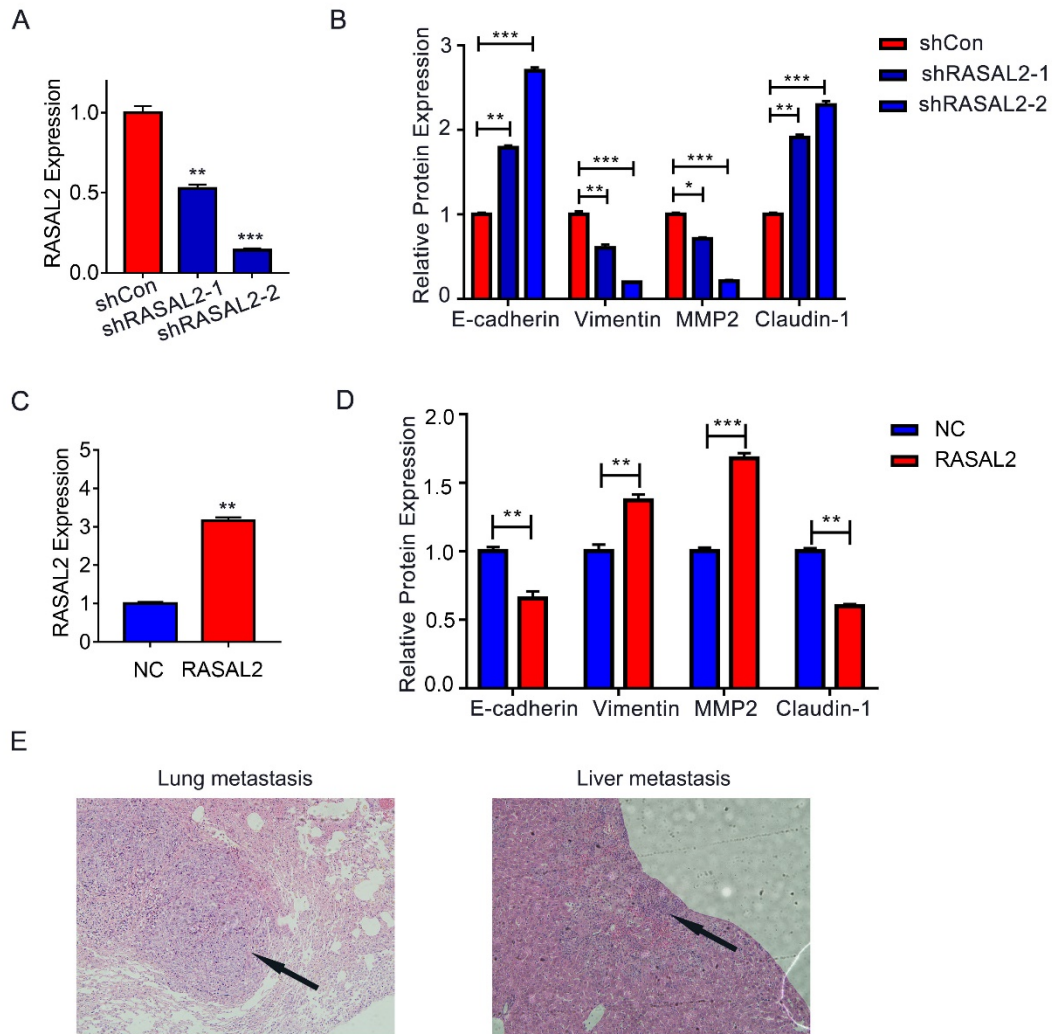 A
RASAL2 Expression
1.0
0.5
0.0
**
***
shCon
shRASAL2-1
shRASAL2-2
B
Relative Protein Expression
3
2
1
0
***
**
***
**
***
*
***
**
E-cadherin Vimentin MMP2 Claudin-1
shCon
shRASAL2-1
shRASAL2-2
C
RASAL2 Expression
5
4
3
2
1
0
**
NC RASAL2
D
Relative Protein Expression
2.0
1.5
1.0
0.5
0.0
**
**
***
**
E-cadherin Vimentin MMP2 Claudin-1
NC
RASAL2
E
Lung metastasis
Liver metastasis